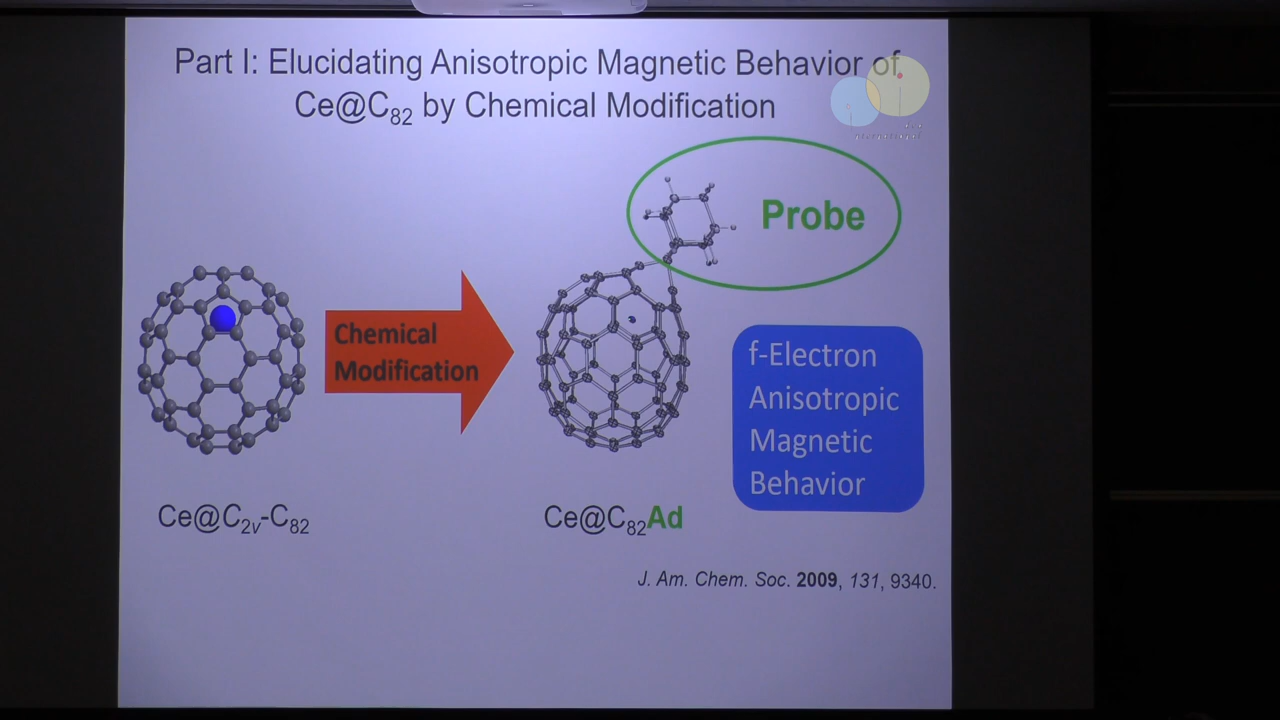 Part I: Elucidating Anisotropic Magnetic Behavior of
Ce@C82 by Chemical Modification
Probe
Chemical
Modification
f-Electron
Anisotropic
Magnetic
Behavior
Ce@C2v-C82
Ce@C82Ad
J. Am. Chem. Soc. 2009, 131, 9340.